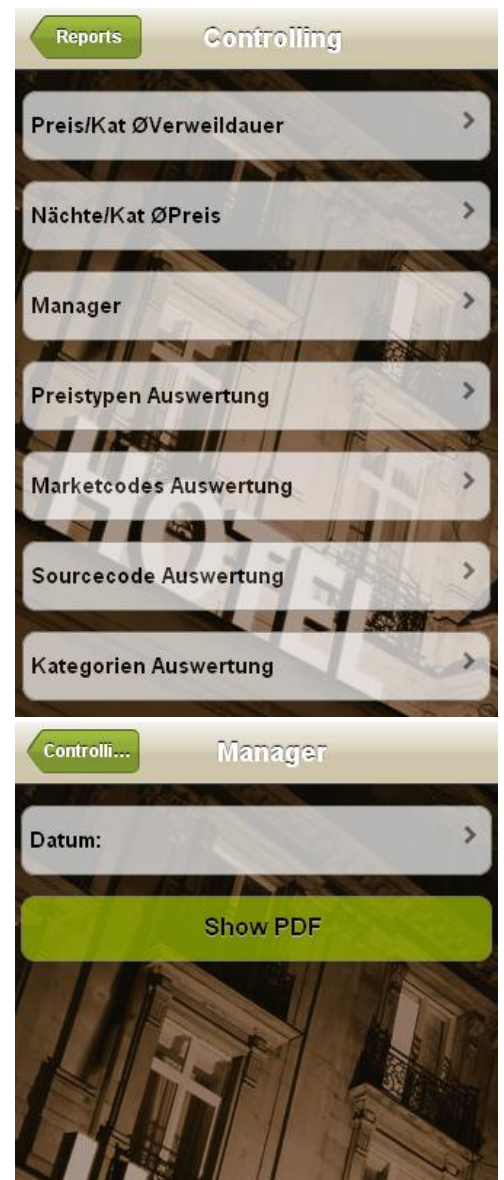 Reports
Controlling
Preis/Kat ØVerweildauer
Nächte/Kat ØPreis
Manager
Preistypen Auswertung
Marketcodes Auswertung
Sourcecode Auswertung
Kategorien Auswertung
HOTEL
Controlli...
Manager
Datum:
Show PDF